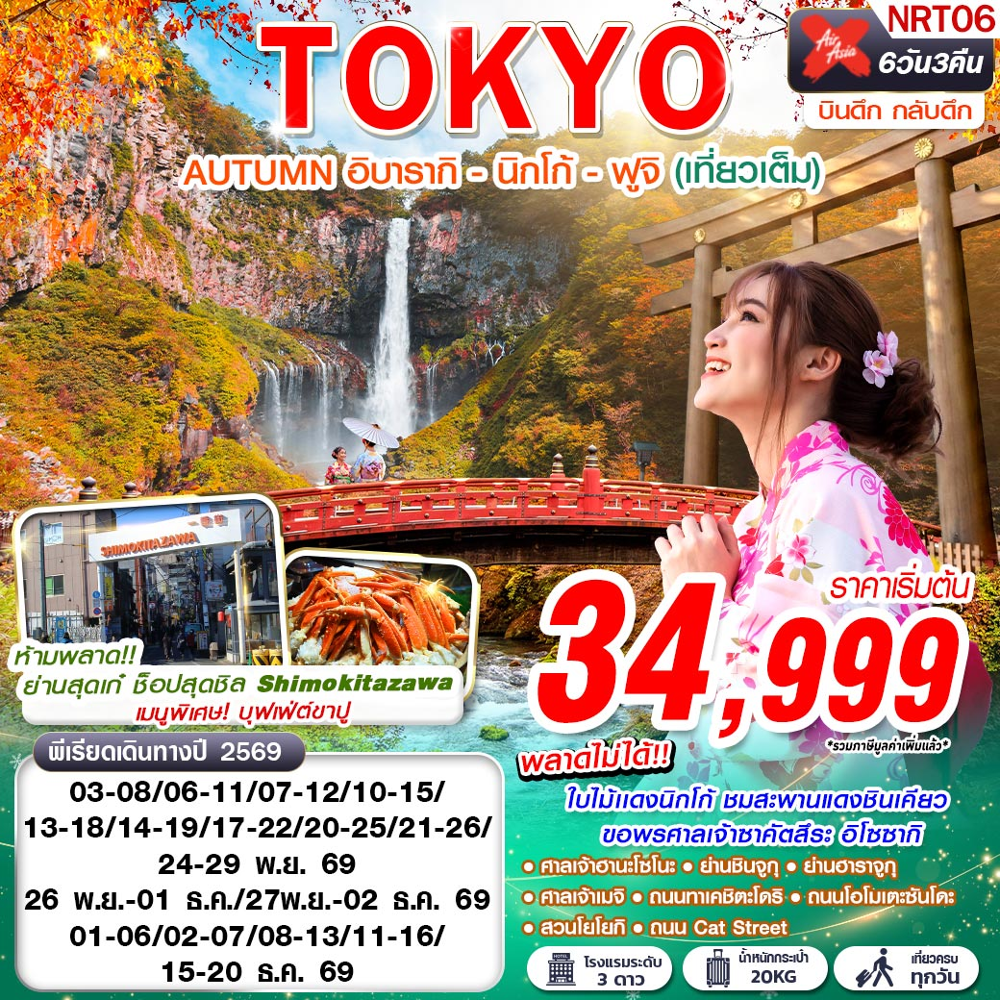 TOKYO
Air Asia X
NRT06
6วัน3คืน
บินดึก กลับดึก
AUTUMN อิบารากิ - นิกโก้ - ฟูจิ (เที่ยวเต็ม)
SHIMOKITAZAWA
ห้ามพลาด!!
ย่านสุดเก๋ ช็อปสุดชิล Shimokitazawa
เมนูพิเศษ! บุฟเฟ่ต์ขาปู
ราคาเริ่มต้น
34,999
*รวมภาษีมูลค่าเพิ่มแล้ว*
พีเรียดเดินทางปี 2569
03-08/06-11/07-12/10-15/
13-18/14-19/17-22/20-25/21-26/
24-29 พ.ย. 69
26 พ.ย.-01 ธ.ค./27พ.ย.-02 ธ.ค. 69
01-06/02-07/08-13/11-16/
15-20 ธ.ค. 69
พลาดไม่ได้!!
ใบไม้แดงนิกโก้ ชมสะพานแดงชินเคียว
ขอพรศาลเจ้าซาคัตสึระ อิโซซากิ
• ศาลเจ้าฮานะโซโนะ • ย่านชินจูกุ • ย่านฮาราจูกุ
• ศาลเจ้าเมจิ • ถนนทาเคชิตะโดริ • ถนนโอโมเตะซันโดะ
• สวนโยโยกิ • ถนน Cat Street
HOTEL
โรงแรมระดับ
3 ดาว
น้ำหนักกระเป๋า
20KG
เที่ยวครบ
ทุกวัน